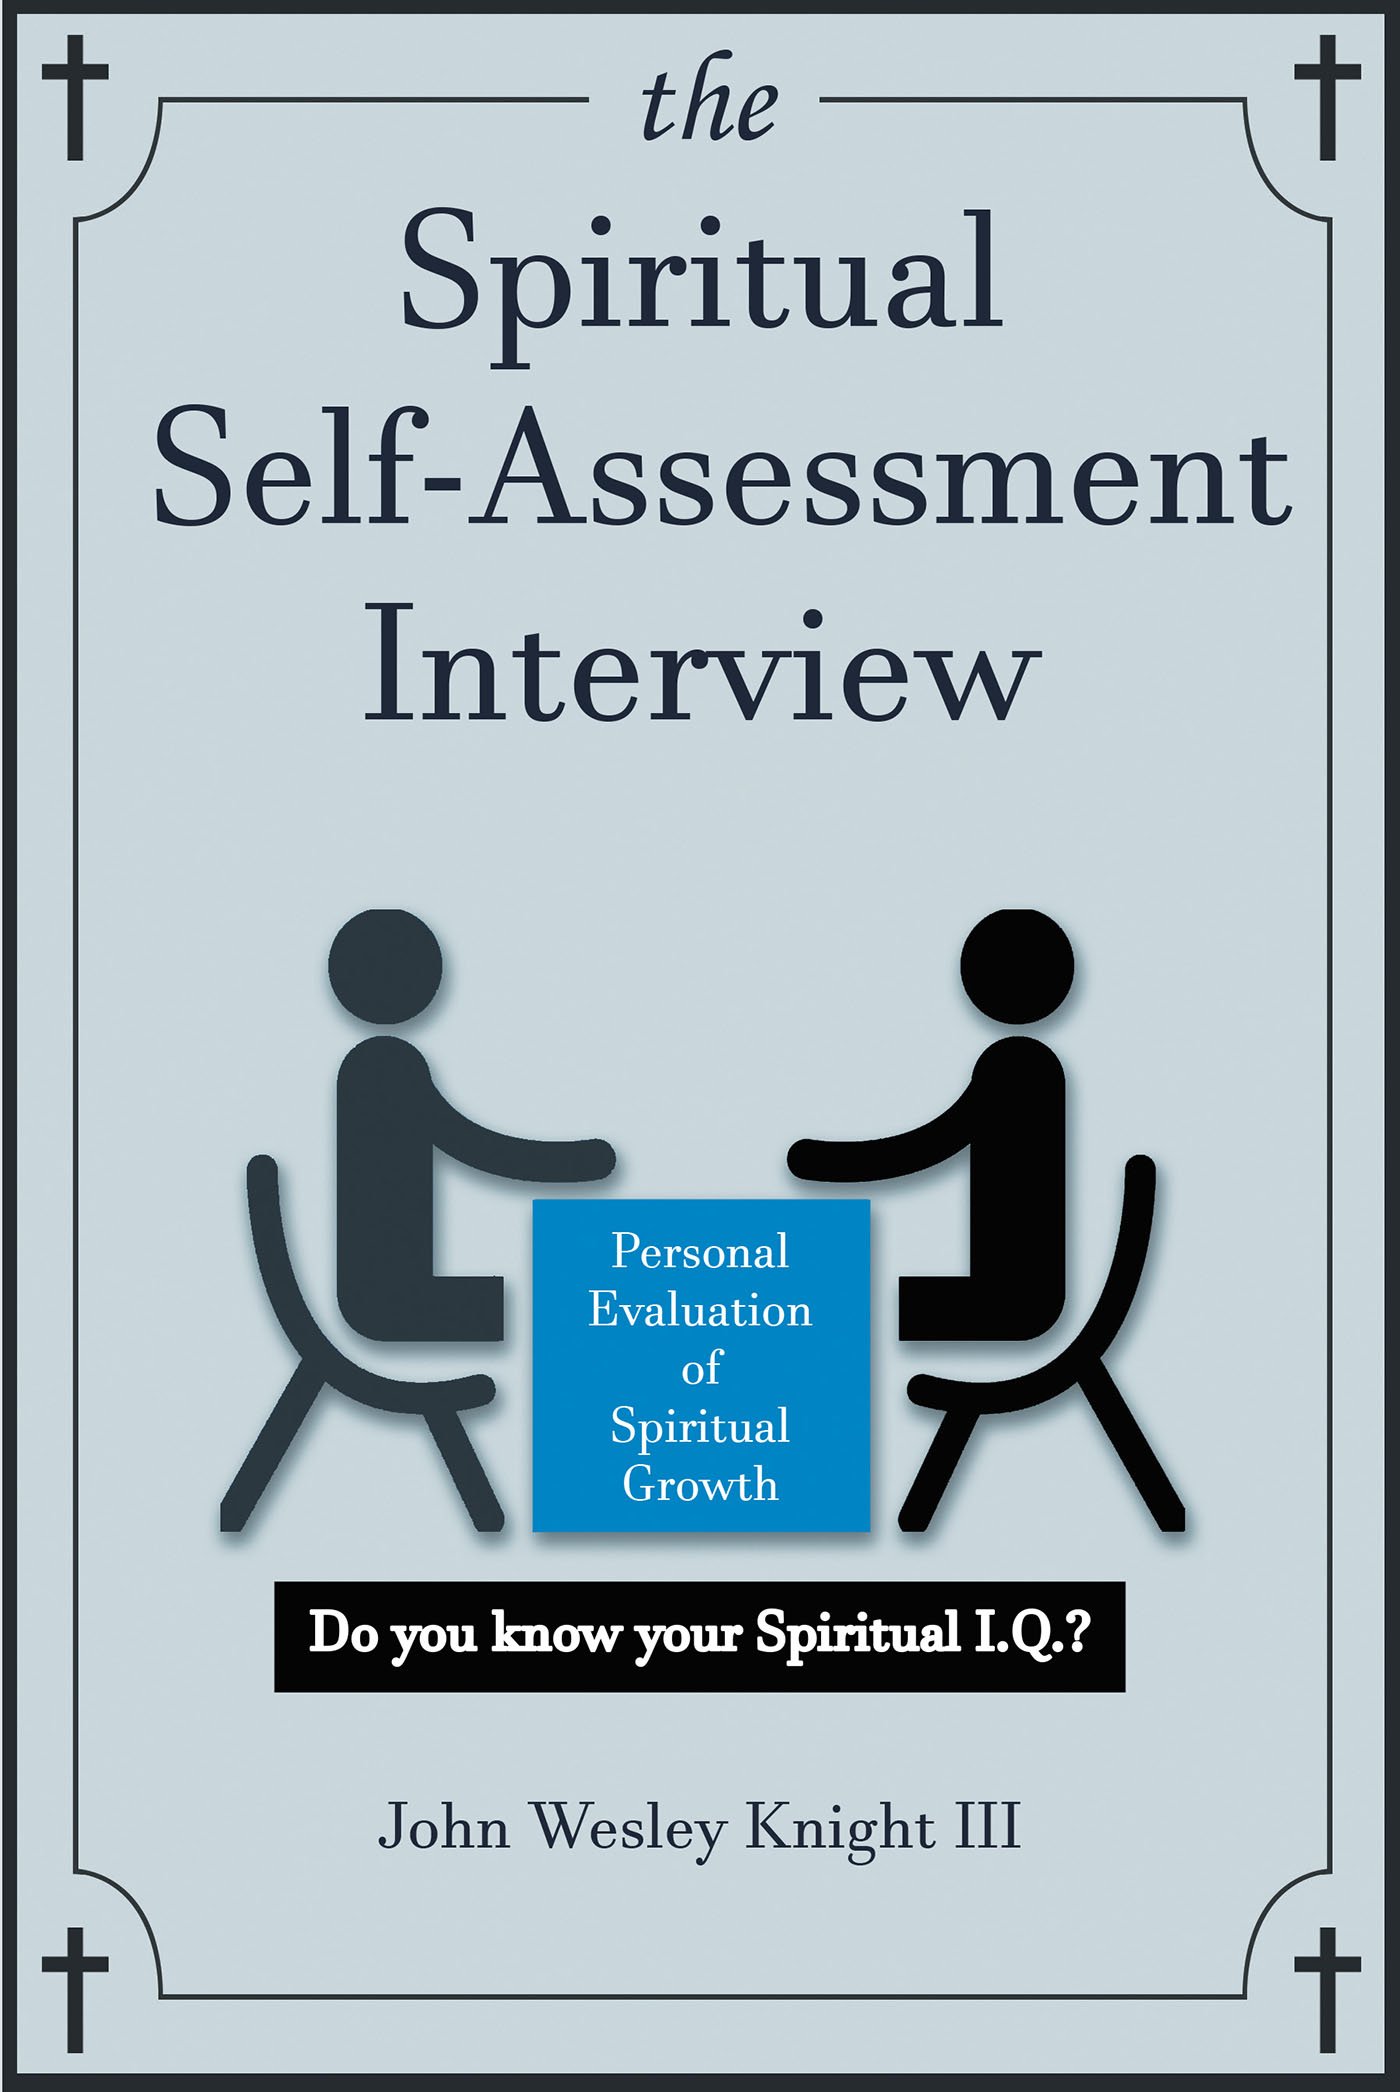 the
Spiritual
Self-Assessment
Interview
Personal
Evaluation
of
Spiritual
Growth
Do you know your Spiritual I.Q.?
John Wesley Knight III